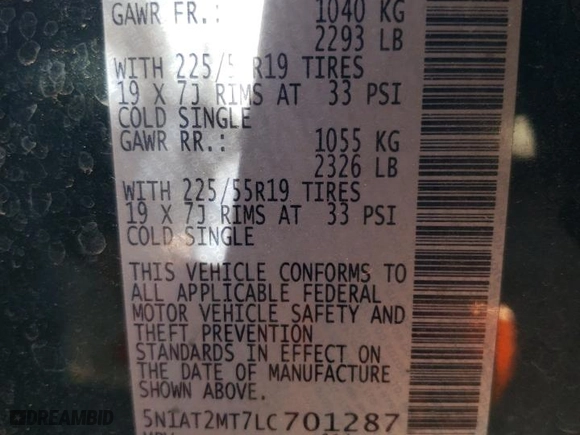 GAWR FR.: 1040 KG
2293 LB
WITH 225/5 R19 TIRES
19 X 7J RIMS AT 33 PSI
COLD SINGLE
GAWR RR.: 1055 KG
2326 LB
WITH 225/55R19 TIRES
19 X 7J RIMS AT 33 PSI
COLD SINGLE
THIS VEHICLE CONFORMS TO
ALL APPLICABLE FEDERAL
MOTOR VEHICLE SAFETY AND
THEFT PREVENTION
STANDARDS IN EFFECT ON
THE DATE OF MANUFACTURE
SHOWN ABOVE.
5N1AT2MT7LC701287
DREAMBID